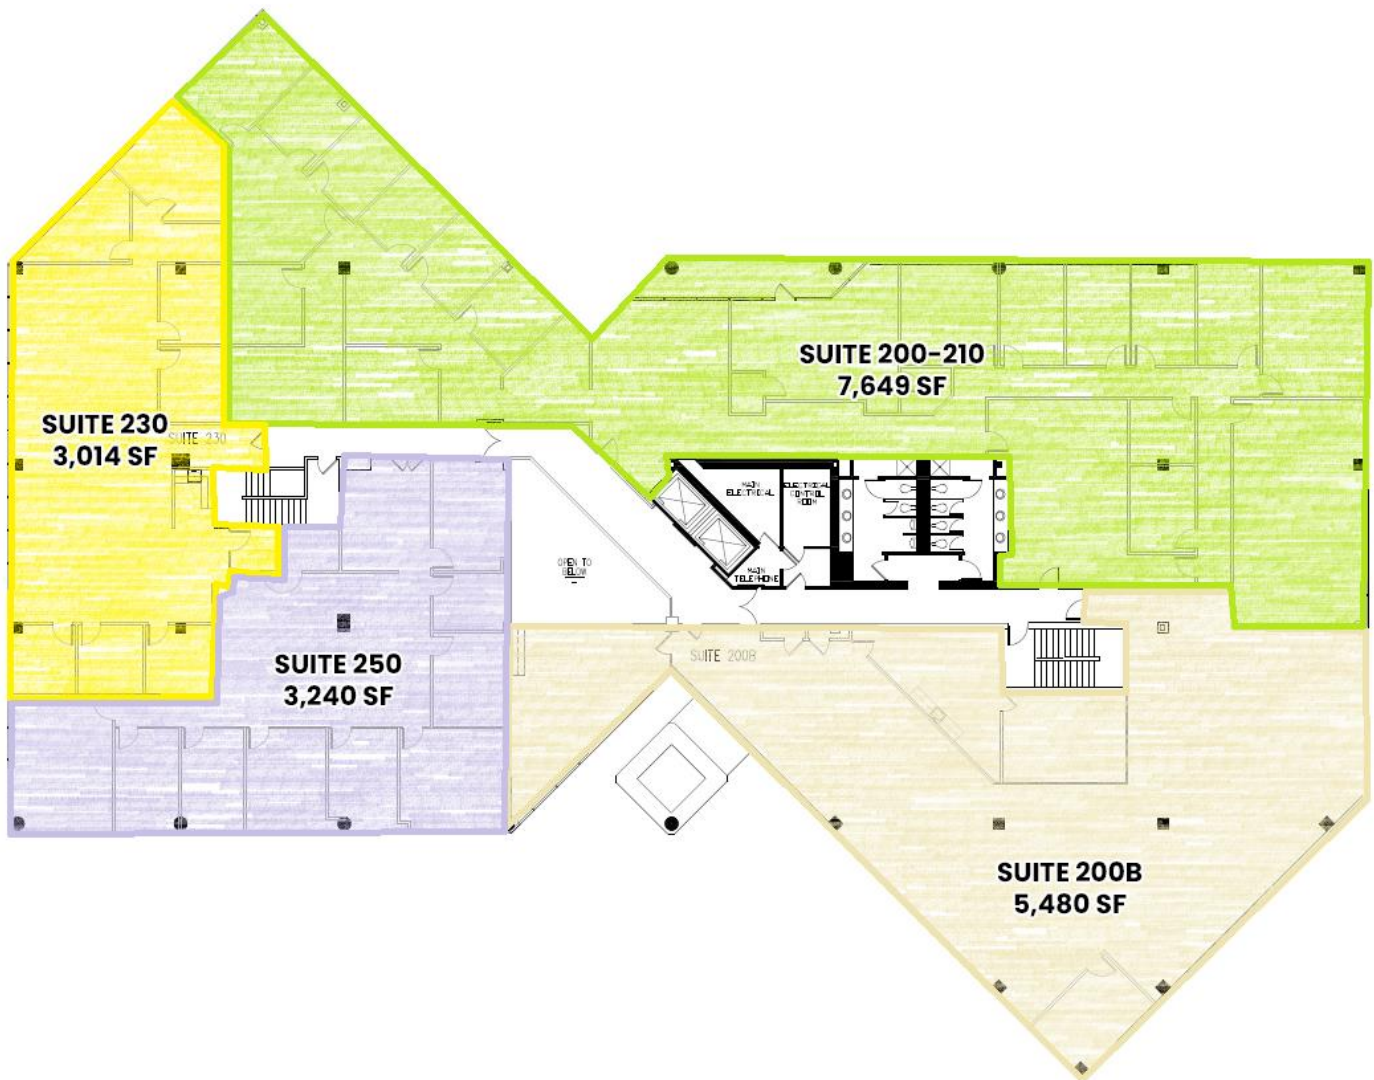 SUITE 200-210
7,649 SF
SUITE 230
3,014 SF
SUITE 230
MAIN
ELECTRICAL
ELECTRICAL
CONTROL
ROOM
OPEN TO
BELOW
MAIN
TELEPHONE
SUITE 250
3,240 SF
SUITE 200B
SUITE 200B
5,480 SF